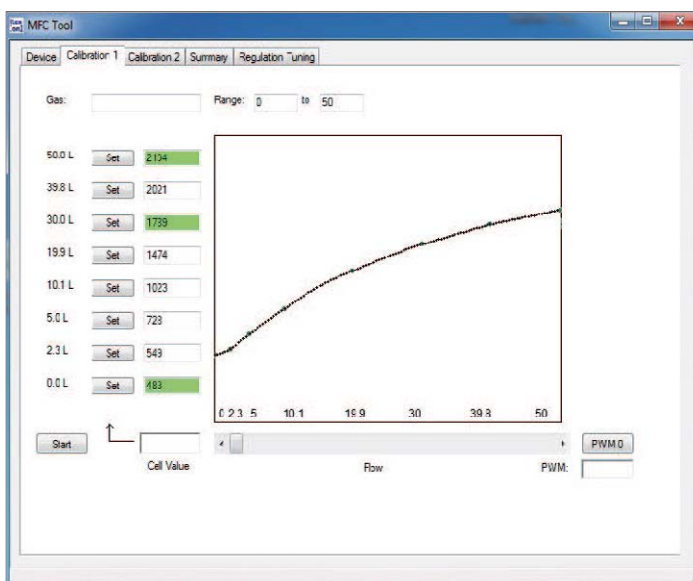 MFC Tool
Device Calibration 1 Calibration 2 Summary Regulation Tuning
Gas: Range: 0 to 50
50.0 L Set
39.8 L Set 2021
30.0 L Set 1739
19.9 L Set 1474
10.1 L Set 1023
5.0 L Set 723
2.3 L Set 549
0.0 L Set 483
0 2.3 5 10.1 19.9 30 39.8 50
Start PWM 0
Cell Value Flow PWM: